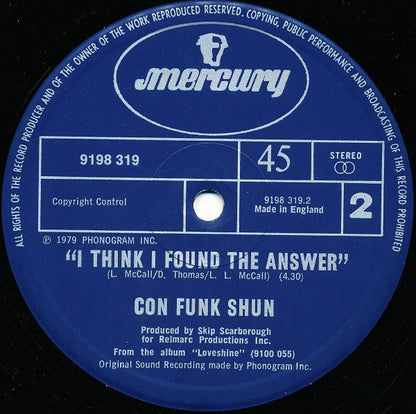 ALL RIGHTS OF THE RECORD PRODUCER AND OF THE OWNER OF THE WORK REPRODUCED RESERVED. COPYING, PUBLIC PERFORMANCE AND BROADCASTING OF THIS RECORD PROHIBITED
mercury
9198 319
45
STEREO
Copyright Control
9198 319.2
Made in England
2
℗ 1979 PHONOGRAM INC.
"I THINK I FOUND THE ANSWER"
(L. McCall/D. Thomas/L. L. McCall) (4.30)
CON FUNK SHUN
Produced by Skip Scarborough
for Relmarc Productions Inc.
From the album "Loveshine" (9100 055)
Original Sound Recording made by Phonogram Inc.